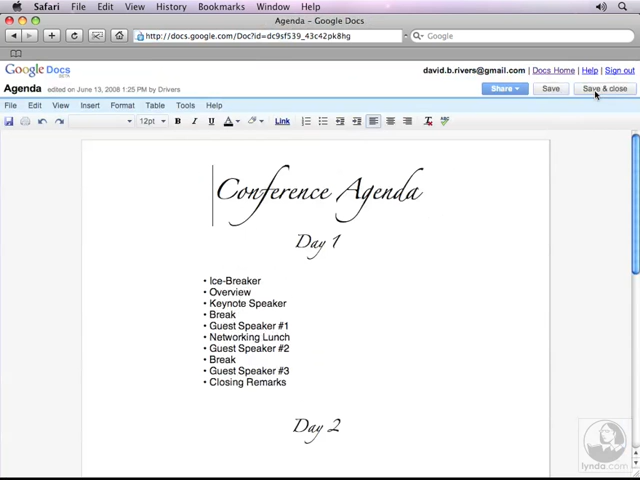 Safari File Edit View History Bookmarks Window Help
Agenda – Google Docs
http://docs.google.com/Doc?id=dc9sf539_43c42pk8hg Google
Google Docs BETA david.b.rivers@gmail.com | Docs Home | Help | Sign out
Agenda edited on June 13, 2008 1:25 PM by Drivers Share Save Save & close
File Edit View Insert Format Table Tools Help
12pt B I U A Link
Conference Agenda
Day 1
• Ice-Breaker
• Overview
• Keynote Speaker
• Break
• Guest Speaker #1
• Networking Lunch
• Guest Speaker #2
• Break
• Guest Speaker #3
• Closing Remarks
Day 2
lynda.com